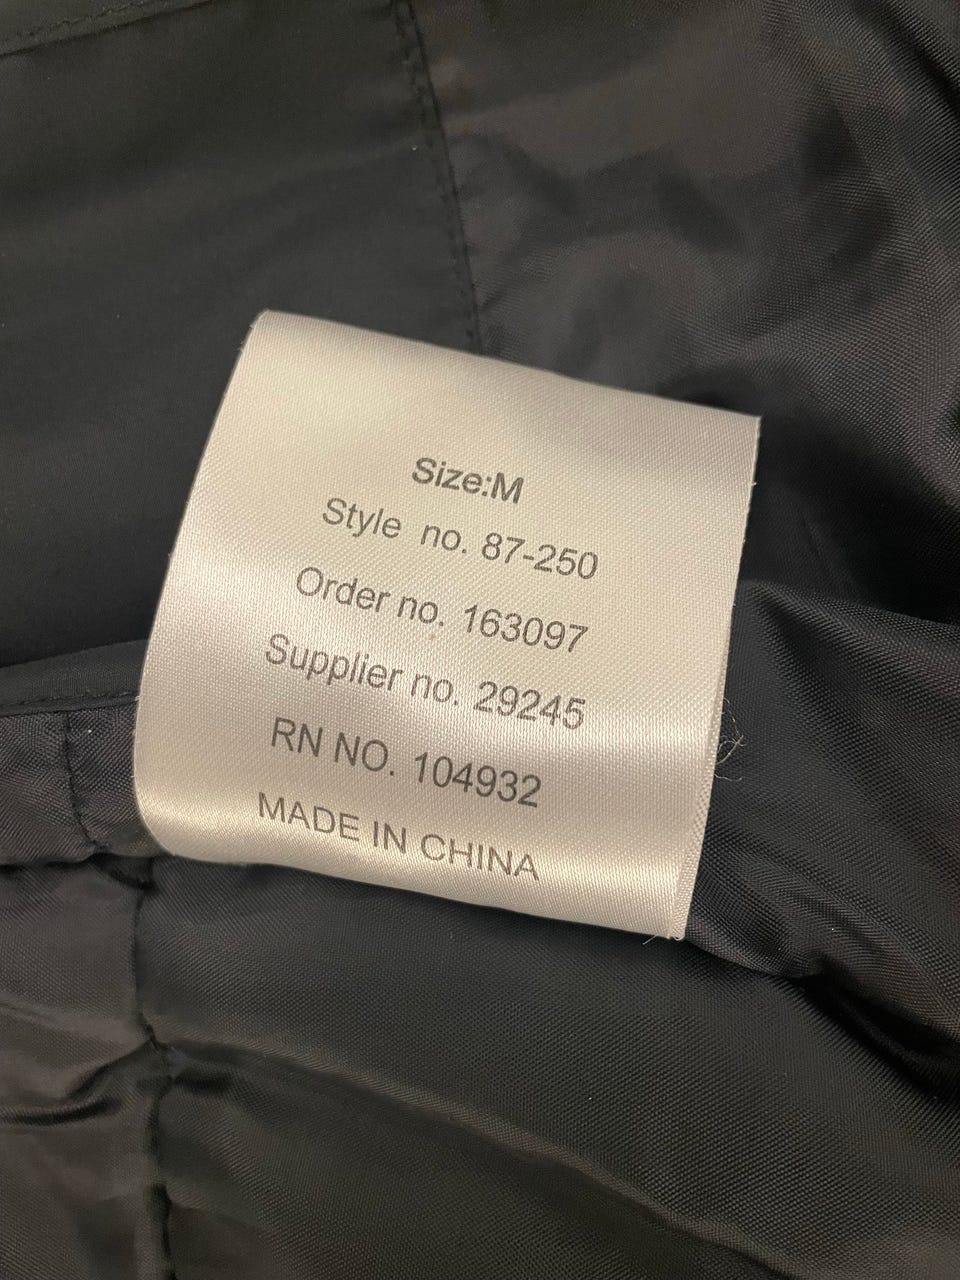 Size:M
Style no. 87-250
Order no. 163097
Supplier no. 29245
RN NO. 104932
MADE IN CHINA